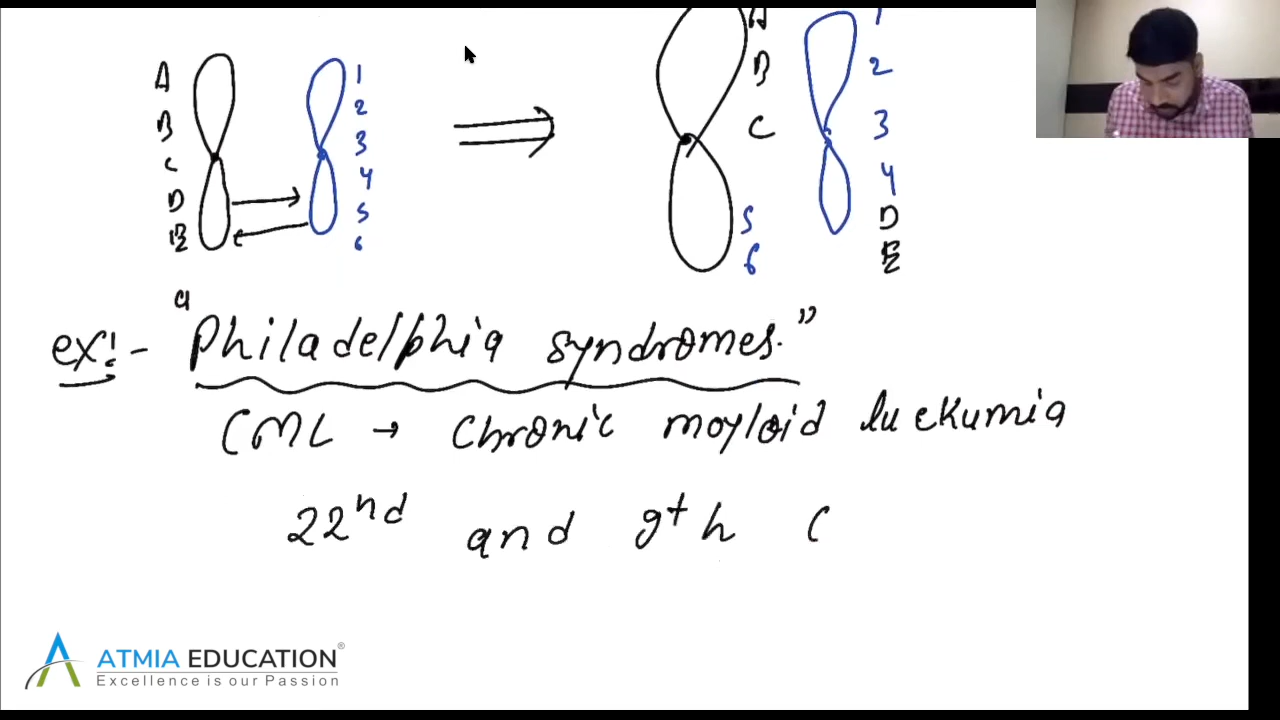 A
B
C
D
E
1
2
3
4
5
6
A
B
C
5
6
1
2
3
4
D
E
ex:- "Philadelphia syndromes."
CML → Chronic moyloid luekumia
22nd and 9th C
ATMIA EDUCATION®
Excellence is our Passion